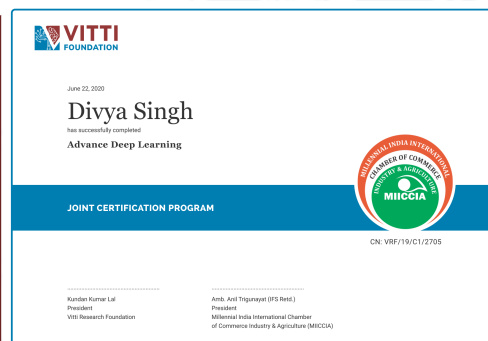 VITTI
FOUNDATION
June 22, 2020
Divya Singh
has successfully completed
Advance Deep Learning
MILLENNIAL INDIA INTERNATIONAL
CHAMBER OF COMMERCE
INDUSTRY & AGRICULTURE
MIICCIA
JOINT CERTIFICATION PROGRAM
CN: VRF/19/C1/2705
Kundan Kumar Lal
President
Vitti Research Foundation
Amb. Anil Trigunayat (IFS Retd.)
President
Millennial India International Chamber
of Commerce Industry & Agriculture (MIICCIA)